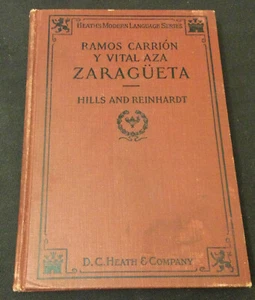 HEATH'S MODERN LANGUAGE SERIES
RAMOS CARRIÓN
Y VITAL AZA
ZARAGÜETA
HILLS AND REINHARDT
D. C. HEATH & COMPANY